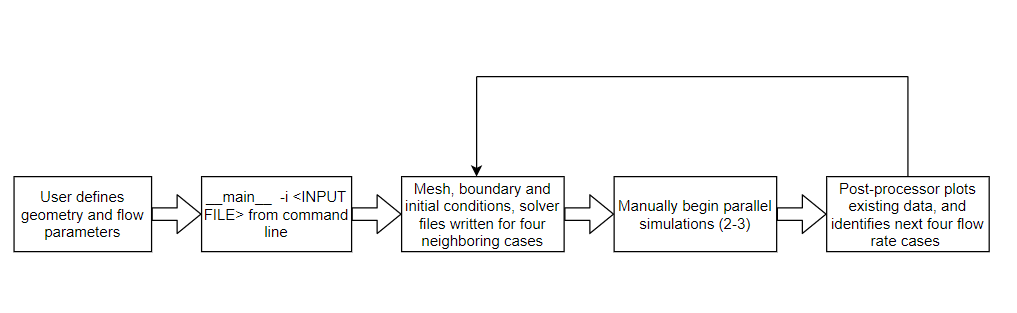 User defines
geometry and flow
parameters
__main__ -i <INPUT
FILE> from command
line
Mesh, boundary and
initial conditions, solver
files written for four
neighboring cases
Manually begin parallel
simulations (2-3)
Post-processor plots
existing data, and
identifies next four flow
rate cases